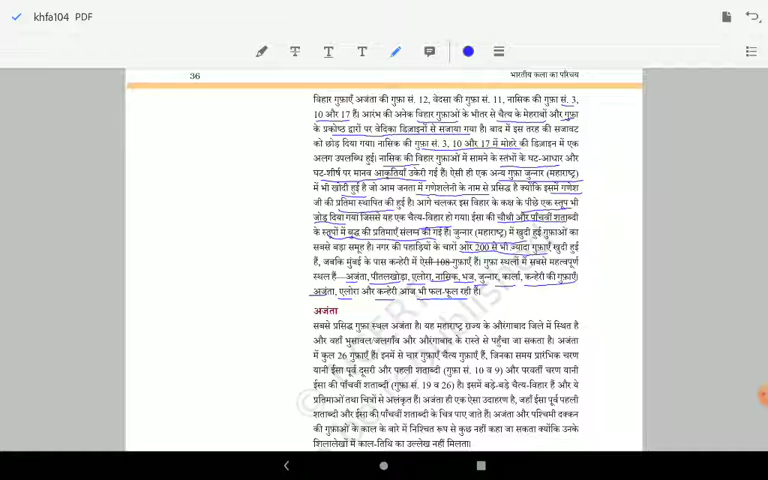 khfa104 PDF
36 भारतीय कला का परिचय
विहार गुफ़ाएँ अजंता की गुफ़ा सं. 12, वेदसा की गुफ़ा सं. 11, नासिक की गुफ़ा सं. 3,
10 और 17 हैं। आरंभ की अनेक विहार गुफ़ाओं के भीतर से चैत्य के मेहराबों और गुफ़ा
के प्रकोष्ठ द्वारों पर वेदिका डिज़ाइनों से सजाया गया है। बाद में इस तरह की सजावट
को छोड़ दिया गया। नासिक की गुफ़ा सं. 3, 10 और 17 में मोहरे की डिज़ाइन में एक
अलग उपलब्धि हुई। नासिक की विहार गुफ़ाओं में सामने के स्तंभों के घट-आधार और
घट-शीर्ष पर मानव आकृतियाँ उकेरी गई हैं। ऐसी ही एक अन्य गुफ़ा जुन्नार (महाराष्ट्र)
में भी खोदी हुई है जो आम जनता में गणेशलेनी के नाम से प्रसिद्ध है क्योंकि इसमें गणेश
जी की प्रतिमा स्थापित की हुई है। आगे चलकर इस विहार के कक्ष के पीछे एक स्तूप भी
जोड़ दिया गया जिससे यह एक चैत्य-विहार हो गया। ईसा की चौथी और पाँचवीं शताब्दी
के स्तूपों में बुद्ध की प्रतिमाएँ संलग्न की गई हैं। जुन्नार (महाराष्ट्र) में खुदी हुई गुफ़ाओं का
सबसे बड़ा समूह है। नगर की पहाड़ियों के चारों ओर 200 से भी ज्यादा गुफ़ाएँ खुदी हुई
हैं, जबकि मुंबई के पास कन्हेरी में ऐसी 108 गुफ़ाएँ हैं। गुफ़ा स्थलों में सबसे महत्वपूर्ण
स्थल हैं– अजंता, पीतलखोड़ा, एलोरा, नासिक, भज, जुन्नार, कार्ला, कन्हेरी की गुफ़ाएँ।
अजंता, एलोरा और कन्हेरी आज भी फल-फूल रही हैं।
अजंता
सबसे प्रसिद्ध गुफ़ा स्थल अजंता है। यह महाराष्ट्र राज्य के औरंगाबाद जिले में स्थित है
और वहाँ भुसावल/जलगाँव और औरंगाबाद के रास्ते से पहुँचा जा सकता है। अजंता
में कुल 26 गुफ़ाएँ हैं। इनमें से चार गुफ़ाएँ चैत्य गुफ़ाएँ हैं, जिनका समय प्रारंभिक चरण
यानी ईसा पूर्व दूसरी और पहली शताब्दी (गुफ़ा सं. 10 व 9) और परवर्ती चरण यानी
ईसा की पाँचवीं शताब्दी (गुफ़ा सं. 19 व 26) है। इसमें बड़े-बड़े चैत्य-विहार हैं और ये
प्रतिमाओं तथा चित्रों से अलंकृत हैं। अजंता ही एक ऐसा उदाहरण है, जहाँ ईसा पूर्व पहली
शताब्दी और ईसा की पाँचवीं शताब्दी के चित्र पाए जाते हैं। अजंता और पश्चिमी दक्कन
की गुफ़ाओं के काल के बारे में निश्चित रूप से कुछ नहीं कहा जा सकता क्योंकि उनके
शिलालेखों में काल-तिथि का उल्लेख नहीं मिलता।